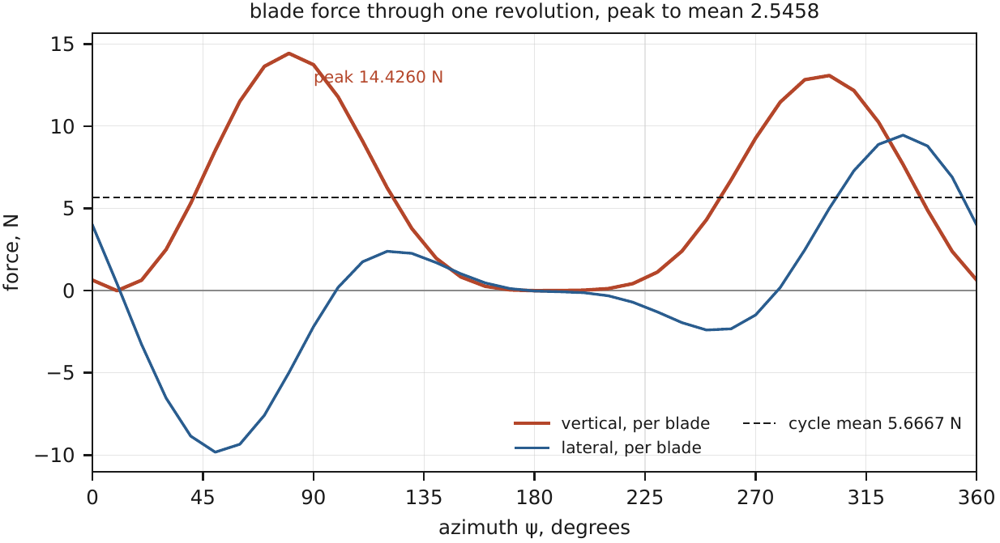 blade force through one revolution, peak to mean 2.5458
15
10
5
0
−5
−10
force, N
peak 14.4260 N
vertical, per blade
lateral, per blade
cycle mean 5.6667 N
0 45 90 135 180 225 270 315 360
azimuth ψ, degrees